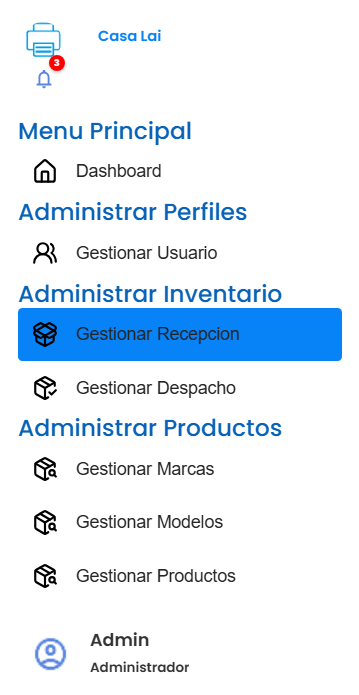 Casa Lai
3
Menu Principal
Dashboard
Administrar Perfiles
Gestionar Usuario
Administrar Inventario
Gestionar Recepcion
Gestionar Despacho
Administrar Productos
Gestionar Marcas
Gestionar Modelos
Gestionar Productos
Admin
Administrador